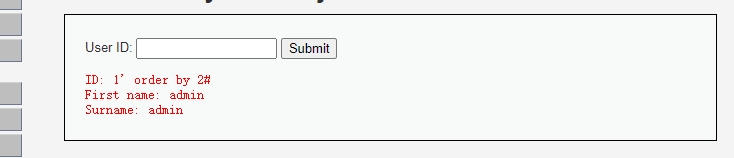 User ID: Submit
ID: 1' order by 2#
First name: admin
Surname: admin